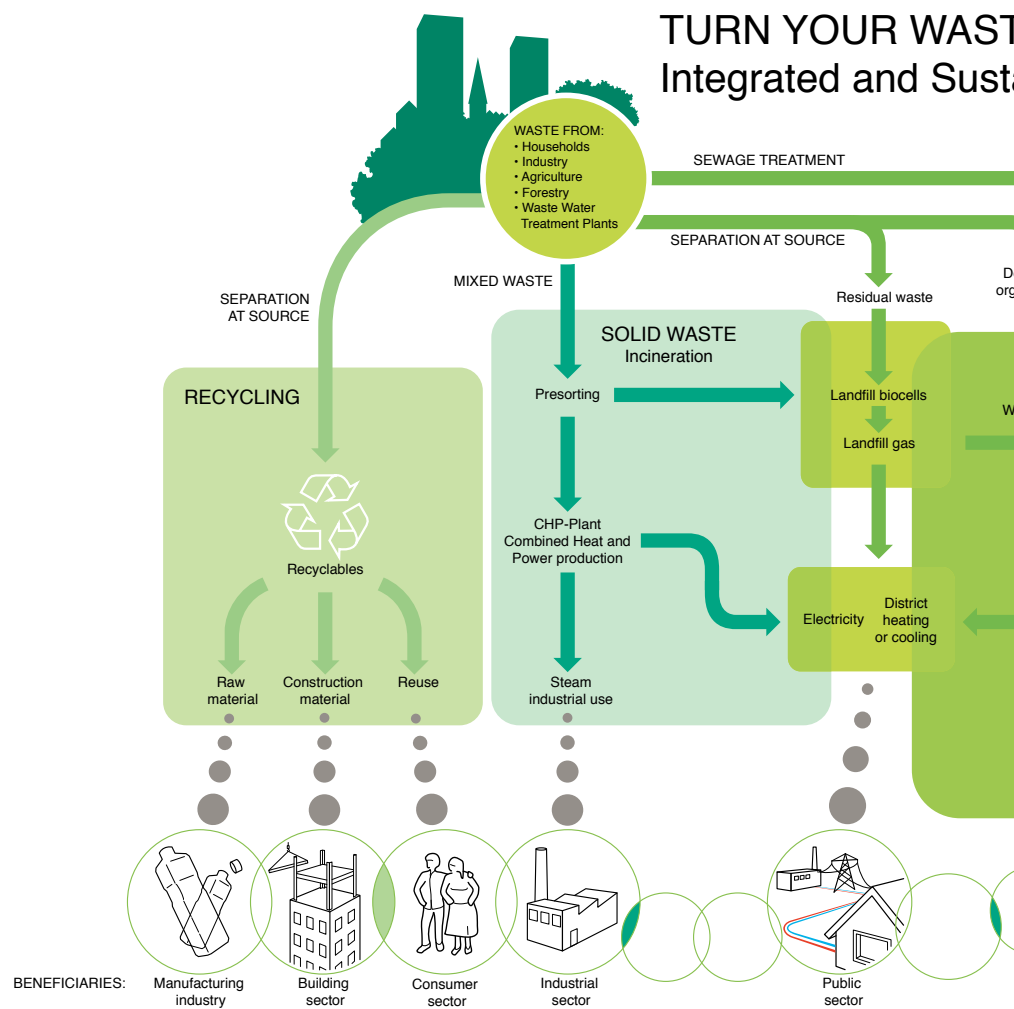 TURN YOUR WAST
Integrated and Susta
WASTE FROM:
• Households
• Industry
• Agriculture
• Forestry
• Waste Water
Treatment Plants
SEWAGE TREATMENT
SEPARATION AT SOURCE
MIXED WASTE
SEPARATION
AT SOURCE
Residual waste
D
org
SOLID WASTE
Incineration
RECYCLING
Presorting
Landfill biocells
W
Landfill gas
CHP-Plant
Combined Heat and
Power production
Recyclables
Electricity
District
heating
or cooling
Raw
material
Construction
material
Reuse
Steam
industrial use
BENEFICIARIES:
Manufacturing
industry
Building
sector
Consumer
sector
Industrial
sector
Public
sector